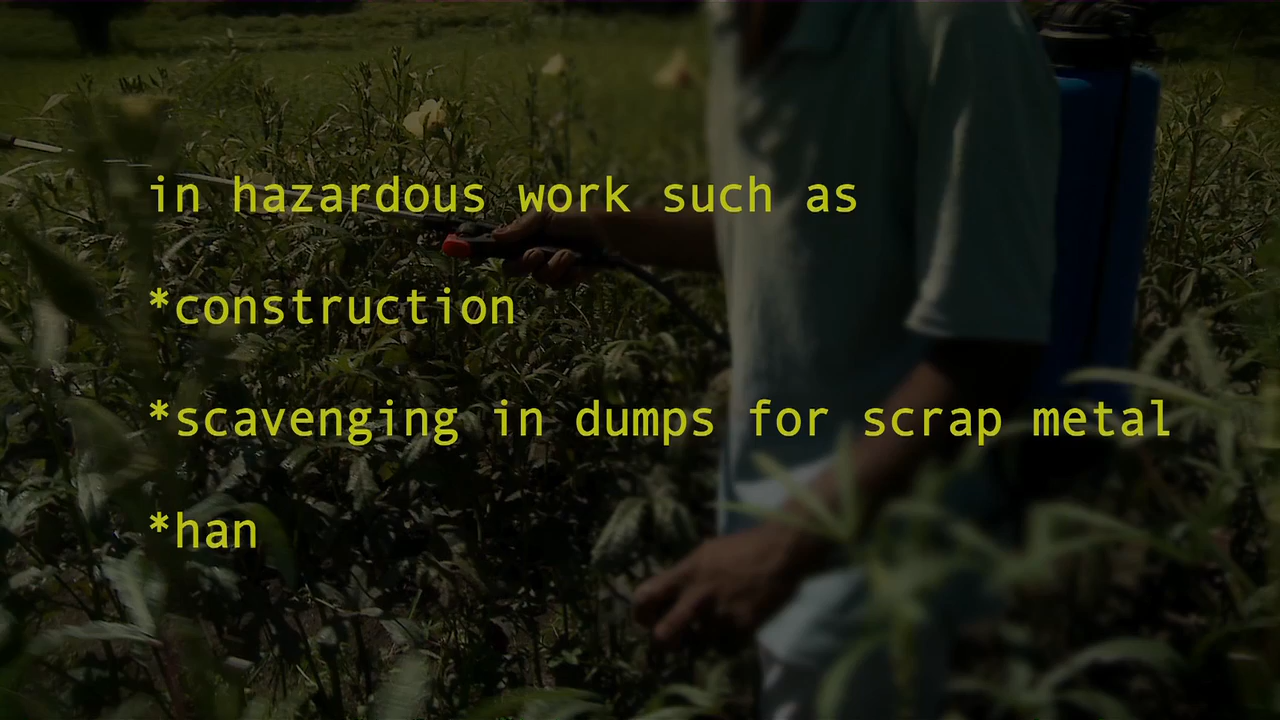 in hazardous work such as
*construction
*scavenging in dumps for scrap metal
*han